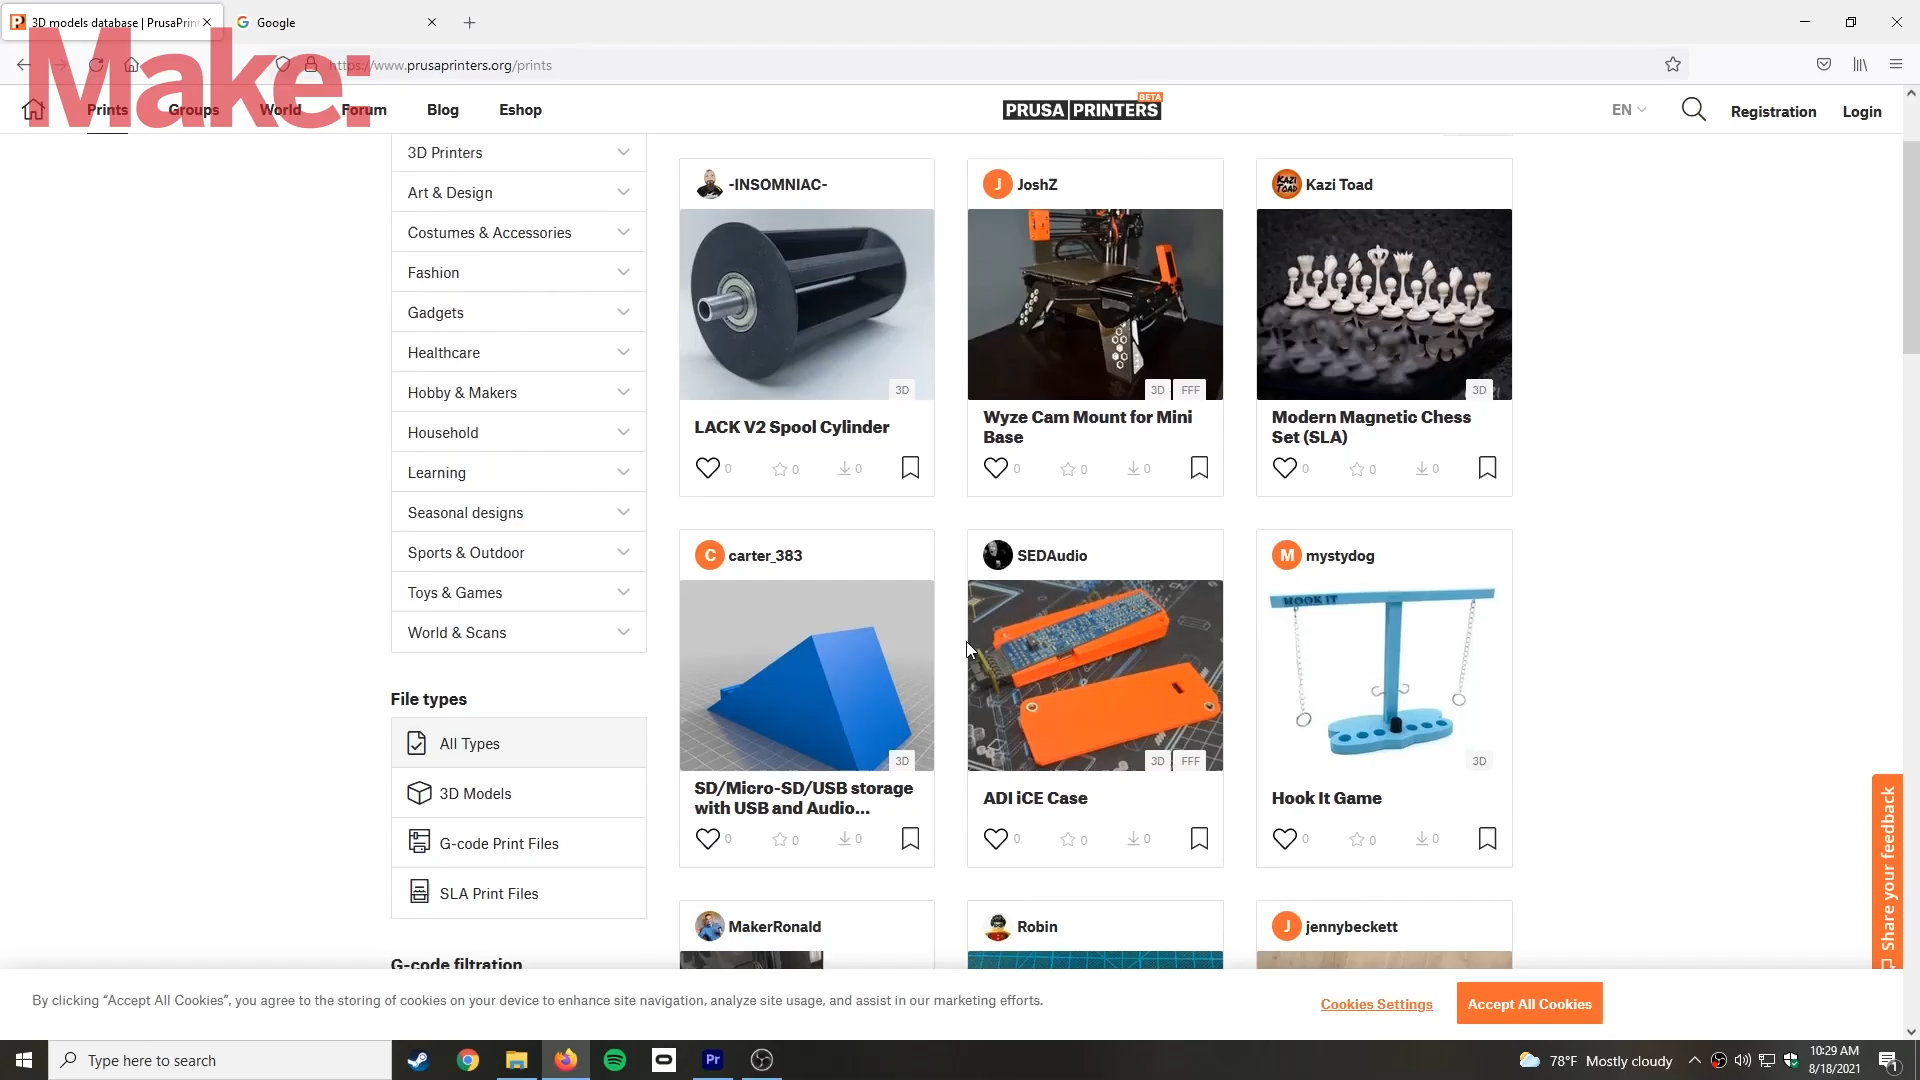 3D models database | PrusaPrin
Google
Make:
https://www.prusaprinters.org/prints
Prints
Groups
World
Forum
Blog
Eshop
PRUSA PRINTERS
BETA
EN
Registration
Login
3D Printers
Art & Design
Costumes & Accessories
Fashion
Gadgets
Healthcare
Hobby & Makers
Household
Learning
Seasonal designs
Sports & Outdoor
Toys & Games
World & Scans
File types
All Types
3D Models
G-code Print Files
SLA Print Files
G-code filtration
-INSOMNIAC-
3D
LACK V2 Spool Cylinder
0 0 0
J JoshZ
3D FFF
Wyze Cam Mount for Mini
Base
0 0 0
KAZI TOAD
Kazi Toad
3D
Modern Magnetic Chess
Set (SLA)
0 0 0
C carter_383
3D
SD/Micro-SD/USB storage
with USB and Audio...
0 0 0
SEDAudio
3D FFF
ADI iCE Case
0 0 0
M mystydog
HOOK IT
3D
Hook It Game
0 0 0
MakerRonald
Robin
J jennybeckett
Share your feedback
By clicking “Accept All Cookies”, you agree to the storing of cookies on your device to enhance site navigation, analyze site usage, and assist in our marketing efforts.
Cookies Settings
Accept All Cookies
Type here to search
Pr
78°F Mostly cloudy
10:29 AM
8/18/2021
1